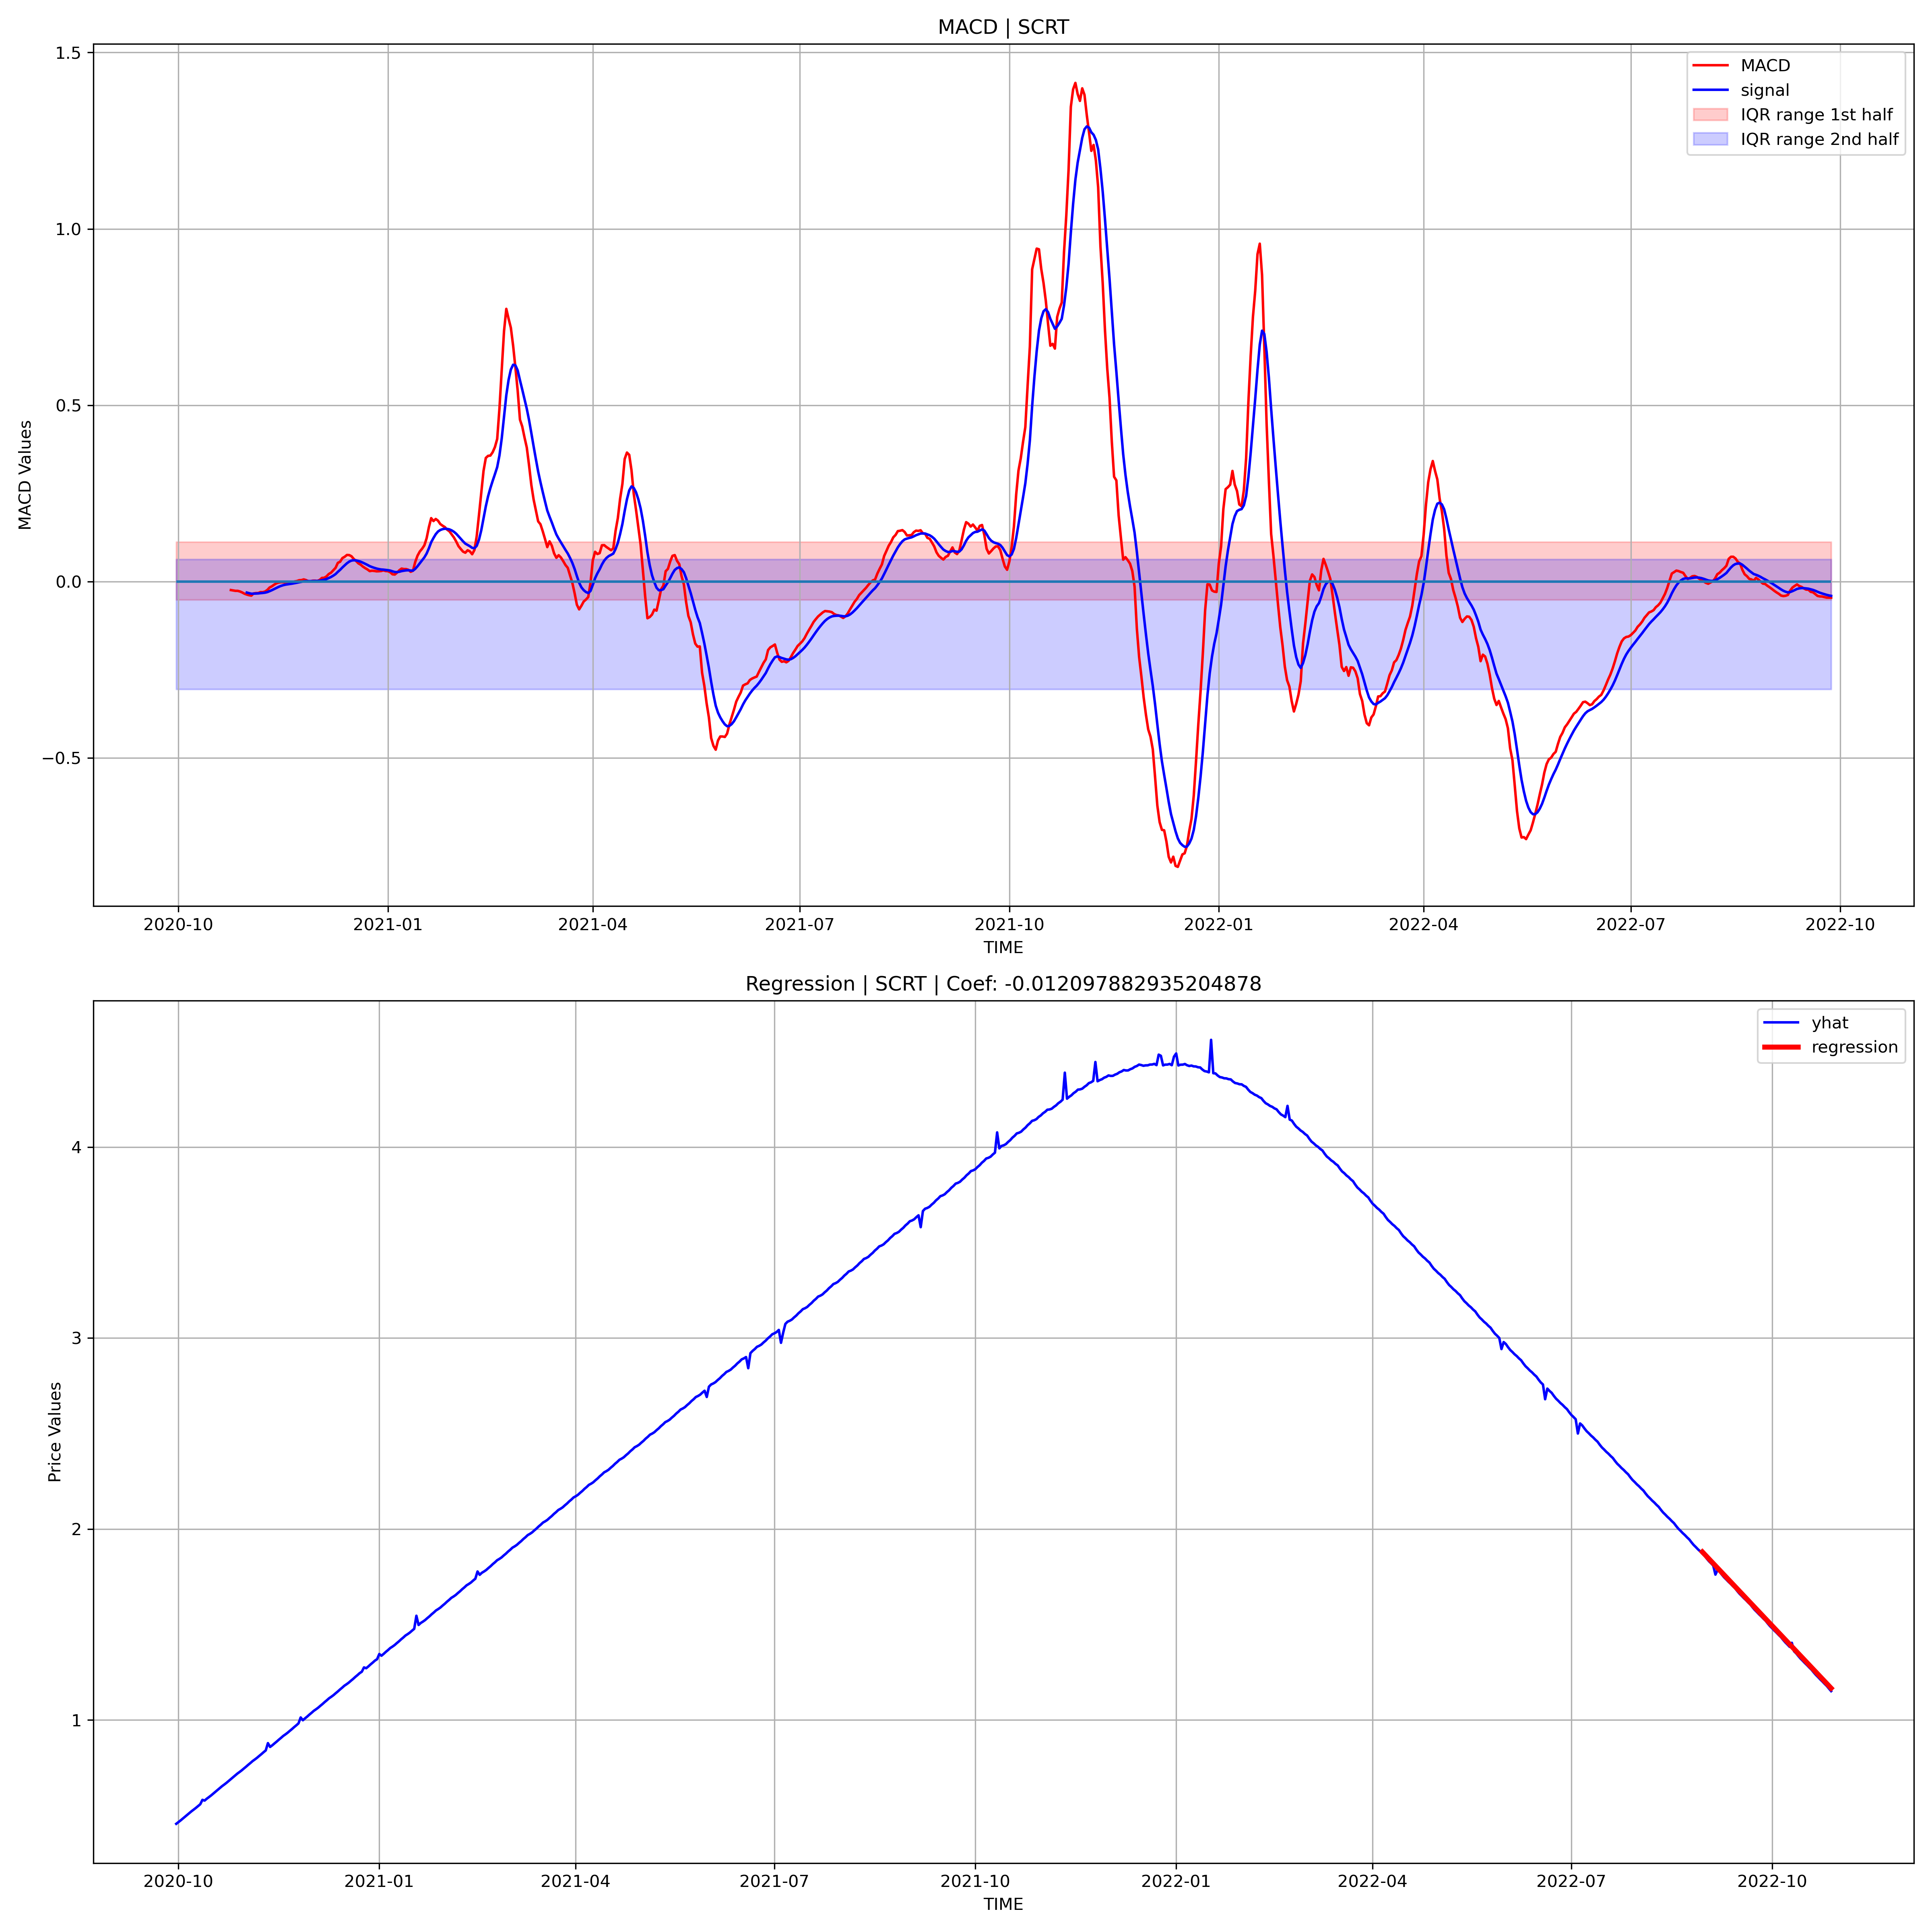 MACD | SCRT
1.5
1.0
0.5
0.0
−0.5
MACD Values
MACD
signal
IQR range 1st half
IQR range 2nd half
2020-10 2021-01 2021-04 2021-07 2021-10 2022-01 2022-04 2022-07 2022-10
TIME
Regression | SCRT | Coef: -0.012097882935204878
4
3
2
1
Price Values
yhat
regression
2020-10 2021-01 2021-04 2021-07 2021-10 2022-01 2022-04 2022-07 2022-10
TIME